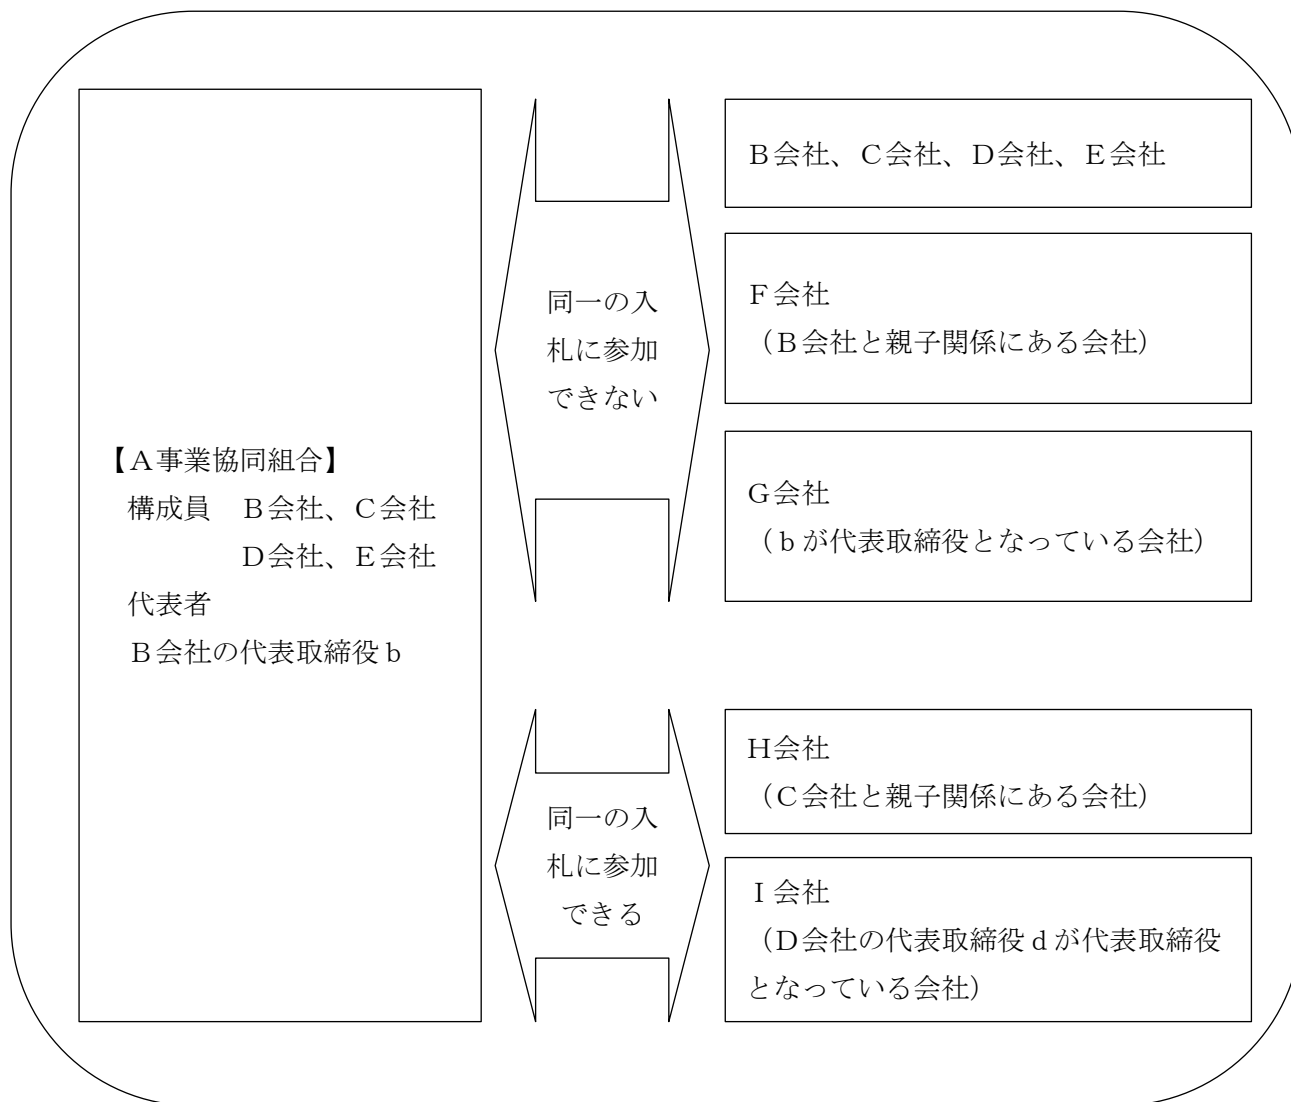 【Ａ事業協同組合】
構成員　Ｂ会社、Ｃ会社
Ｄ会社、Ｅ会社
代表者
Ｂ会社の代表取締役ｂ
同一の入
札に参加
できない
Ｂ会社、Ｃ会社、Ｄ会社、Ｅ会社
Ｆ会社
（Ｂ会社と親子関係にある会社）
Ｇ会社
（ｂが代表取締役となっている会社）
同一の入
札に参加
できる
Ｈ会社
（Ｃ会社と親子関係にある会社）
Ｉ会社
（Ｄ会社の代表取締役ｄが代表取締役
となっている会社）